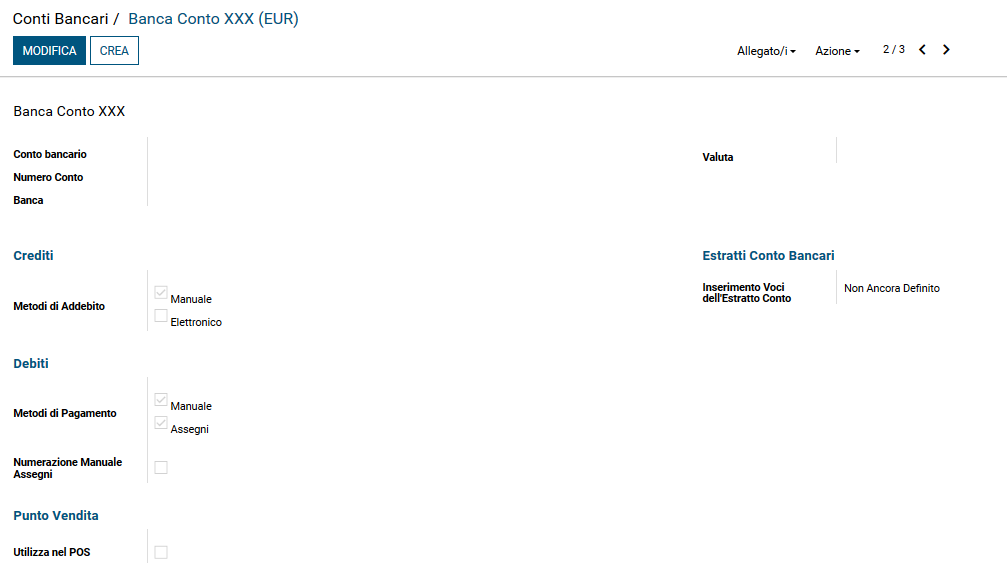 Conti Bancari / Banca Conto XXX (EUR)
MODIFICA CREA Allegato/i Azione 2 / 3
Banca Conto XXX
Conto bancario Valuta
Numero Conto
Banca
Crediti Estratti Conto Bancari
Metodi di Addebito Manuale Inserimento Voci dell'Estratto Conto Non Ancora Definito
Elettronico
Debiti
Metodi di Pagamento Manuale
Assegni
Numerazione Manuale
Assegni
Punto Vendita
Utilizza nel POS